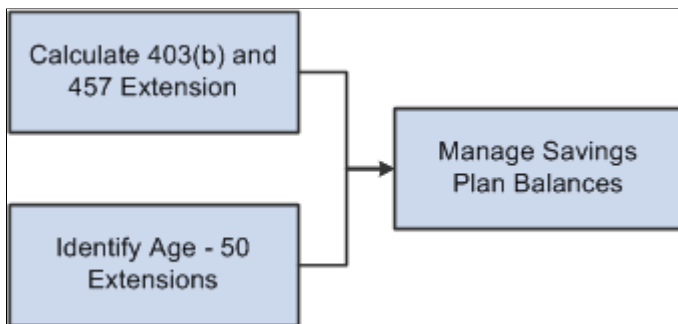 Calculate 403(b) and
457 Extension
Manage Savings
Plan Balances
Identify Age - 50
Extensions